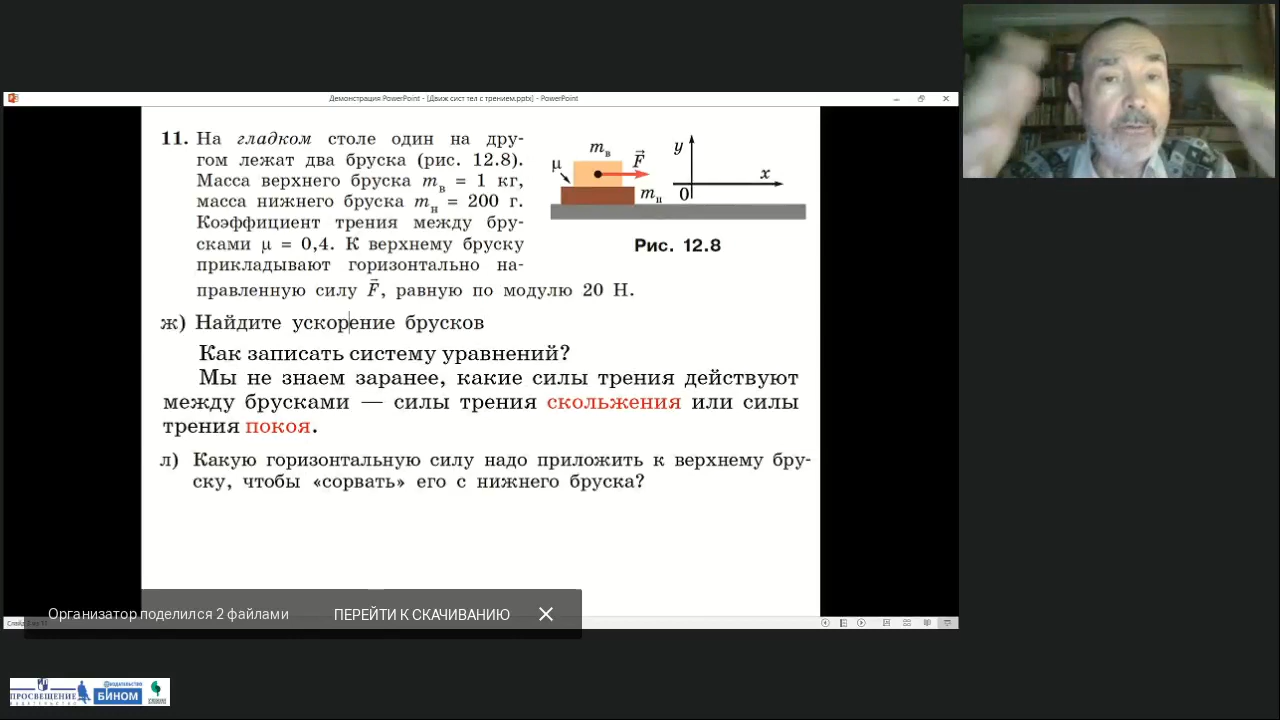 Демонстрация PowerPoint - [Движ сист тел с трением.pptx] - PowerPoint
11. На гладком столе один на дру-
гом лежат два бруска (рис. 12.8).
Масса верхнего бруска mв = 1 кг,
масса нижнего бруска mн = 200 г.
Коэффициент трения между бру-
сками μ = 0,4. К верхнему бруску
прикладывают горизонтально на-
правленную силу F⃗, равную по модулю 20 Н.
mв
μ
F⃗
mн
y
x
0
Рис. 12.8
ж) Найдите ускорение брусков
Как записать систему уравнений?
Мы не знаем заранее, какие силы трения действуют
между брусками — силы трения скольжения или силы
трения покоя.
л) Какую горизонтальную силу надо приложить к верхнему бру-
ску, чтобы «сорвать» его с нижнего бруска?
Организатор поделился 2 файлами
ПЕРЕЙТИ К СКАЧИВАНИЮ
ПРОСВЕЩЕНИЕ
ИЗДАТЕЛЬСТВО
БИНОМ